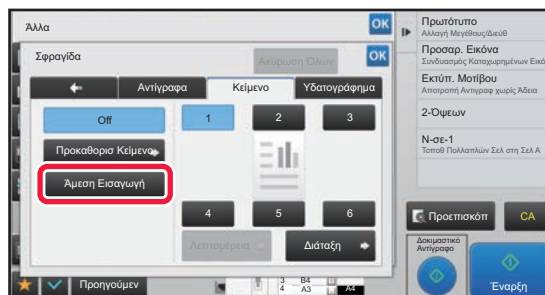 Άλλα
OK
Σφραγίδα
Ακύρωση Όλων
OK
Αντίγραφα
Κείμενο
Υδατογράφημα
Off
Προκαθορισ Κείμενο
Άμεση Εισαγωγή
1
2
3
4
5
6
Λεπτομέρεια
Διάταξη
Προηγούμεν
3 B4
4 A3
A4
Πρωτότυπο
Αλλαγή Μεγέθους/Διεύθ
Προσαρ. Εικόνα
Συνδυασμός Καταχωρημένων Εικό
Εκτύπ. Μοτίβου
Αποτροπή Αντιγραφ χωρίς Άδεια
2-Όψεων
N-σε-1
Τοποθ Πολλαπλών Σελ στη Σελ Α
Προεπισκόπ
CA
Δοκιμαστικό
Αντίγραφο
Έναρξη